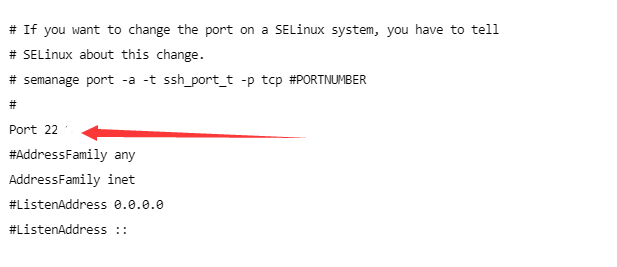 # If you want to change the port on a SELinux system, you have to tell
# SELinux about this change.
# semanage port -a -t ssh_port_t -p tcp #PORTNUMBER
#
Port 22
#AddressFamily any
AddressFamily inet
#ListenAddress 0.0.0.0
#ListenAddress ::